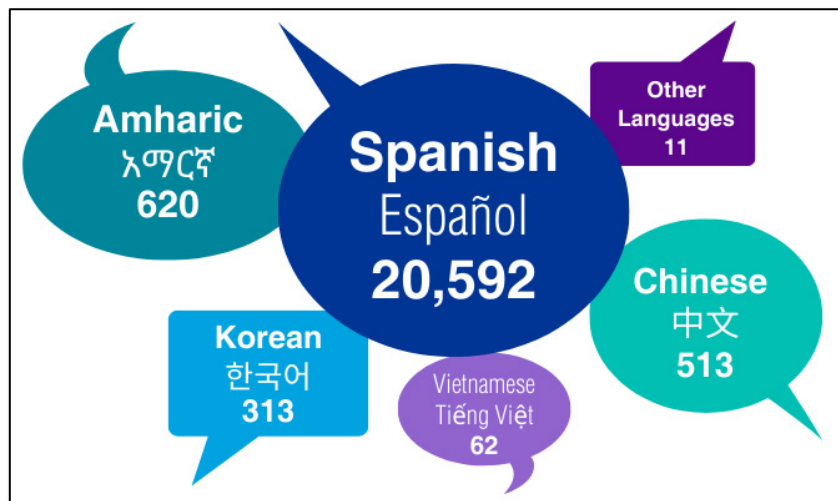 Amharic
አማርኛ
620
Spanish
Español
20,592
Other
Languages
11
Chinese
中文
513
Korean
한국어
313
Vietnamese
Tiếng Việt
62